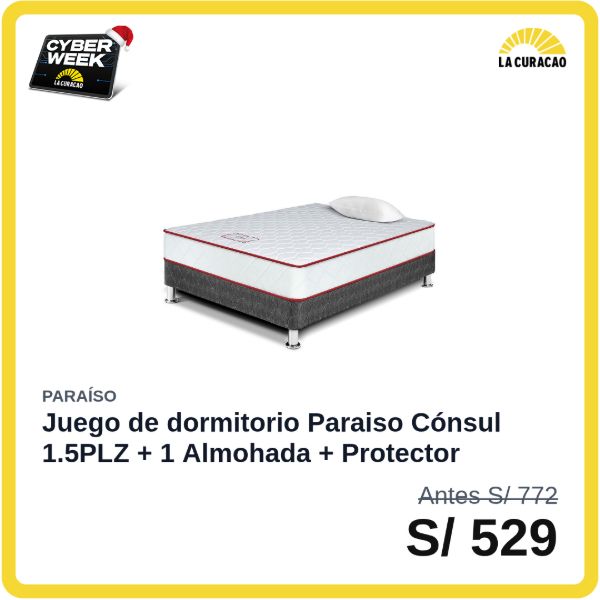 CYBER
WEEK
LA CURACAO
LA CURACAO
PARAÍSO
Juego de dormitorio Paraiso Cónsul
1.5PLZ + 1 Almohada + Protector
Antes S/ 772
S/ 529